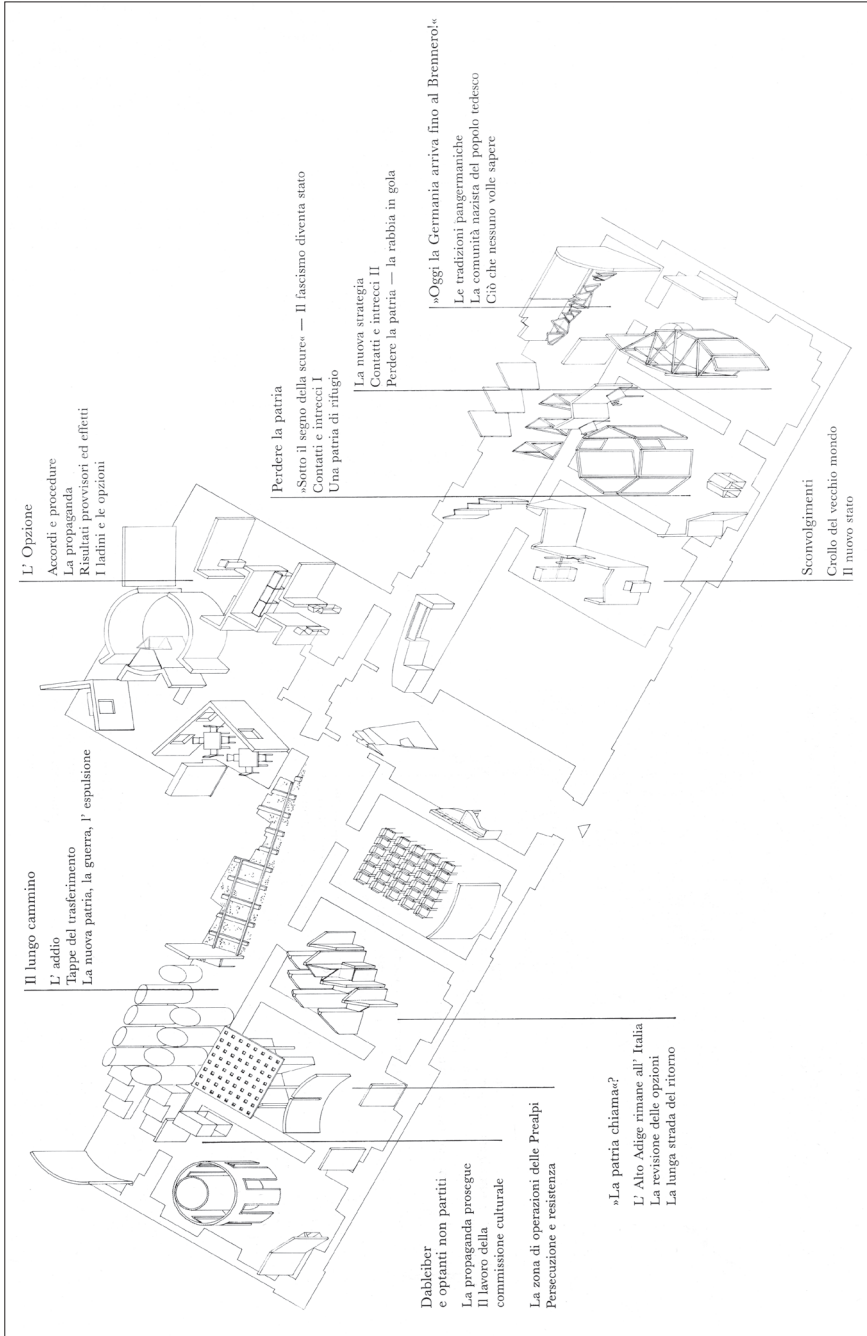 Il lungo cammino
L' addio
Tappe del trasferimento
La nuova patria, la guerra, l' espulsione
L' Opzione
Accordi e procedure
La propaganda
Risultati provvisori ed effetti
I ladini e le opzioni
Perdere la patria
»Sotto il segno della scure« — Il fascismo diventa stato
Contatti e intrecci I
Una patria di rifugio
La nuova strategia
Contatti e intrecci II
Perdere la patria — la rabbia in gola
»Oggi la Germania arriva fino al Brennero!«
Le tradizioni pangermaniche
La comunità nazista del popolo tedesco
Ciò che nessuno volle sapere
Dableiber
e optanti non partiti
La propaganda prosegue
Il lavoro della
commissione culturale
La zona di operazioni delle Prealpi
Persecuzione e resistenza
»La patria chiama«?
L' Alto Adige rimane all' Italia
La revisione delle opzioni
La lunga strada del ritorno
Sconvolgimenti
Crollo del vecchio mondo
Il nuovo stato